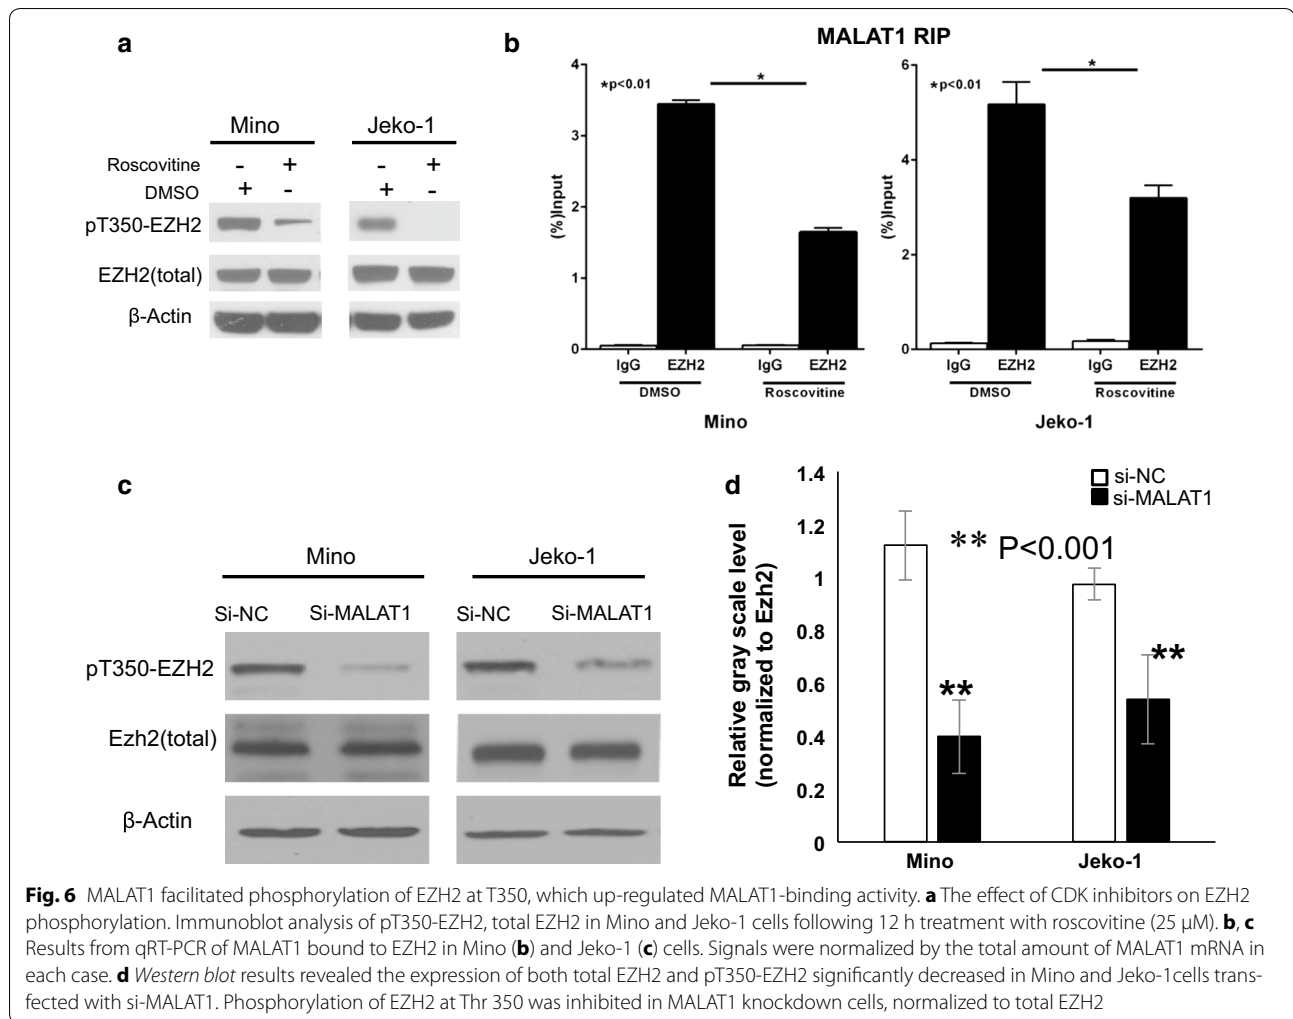 a
Mino Jeko-1
Roscovitine - + - +
DMSO + - + -
pT350-EZH2
EZH2(total)
β-Actin
b
MALAT1 RIP
4
3
2
1
0
(%)Input
*p<0.01
*
IgG EZH2 IgG EZH2
DMSO Roscovitine
Mino
6
4
2
0
(%)Input
*p<0.01
*
IgG EZH2 IgG EZH2
DMSO Roscovitine
Jeko-1
c
Mino Jeko-1
Si-NC Si-MALAT1 Si-NC Si-MALAT1
pT350-EZH2
Ezh2(total)
β-Actin
d
si-NC
si-MALAT1
Relative gray scale level
(normalized to Ezh2)
1.4
1.2
1
0.8
0.6
0.4
0.2
0
** P<0.001
**
**
Mino Jeko-1
Fig. 6 MALAT1 facilitated phosphorylation of EZH2 at T350, which up-regulated MALAT1-binding activity. a The effect of CDK inhibitors on EZH2
phosphorylation. Immunoblot analysis of pT350-EZH2, total EZH2 in Mino and Jeko-1 cells following 12 h treatment with roscovitine (25 μM). b, c
Results from qRT-PCR of MALAT1 bound to EZH2 in Mino (b) and Jeko-1 (c) cells. Signals were normalized by the total amount of MALAT1 mRNA in
each case. d Western blot results revealed the expression of both total EZH2 and pT350-EZH2 significantly decreased in Mino and Jeko-1cells trans-
fected with si-MALAT1. Phosphorylation of EZH2 at Thr 350 was inhibited in MALAT1 knockdown cells, normalized to total EZH2